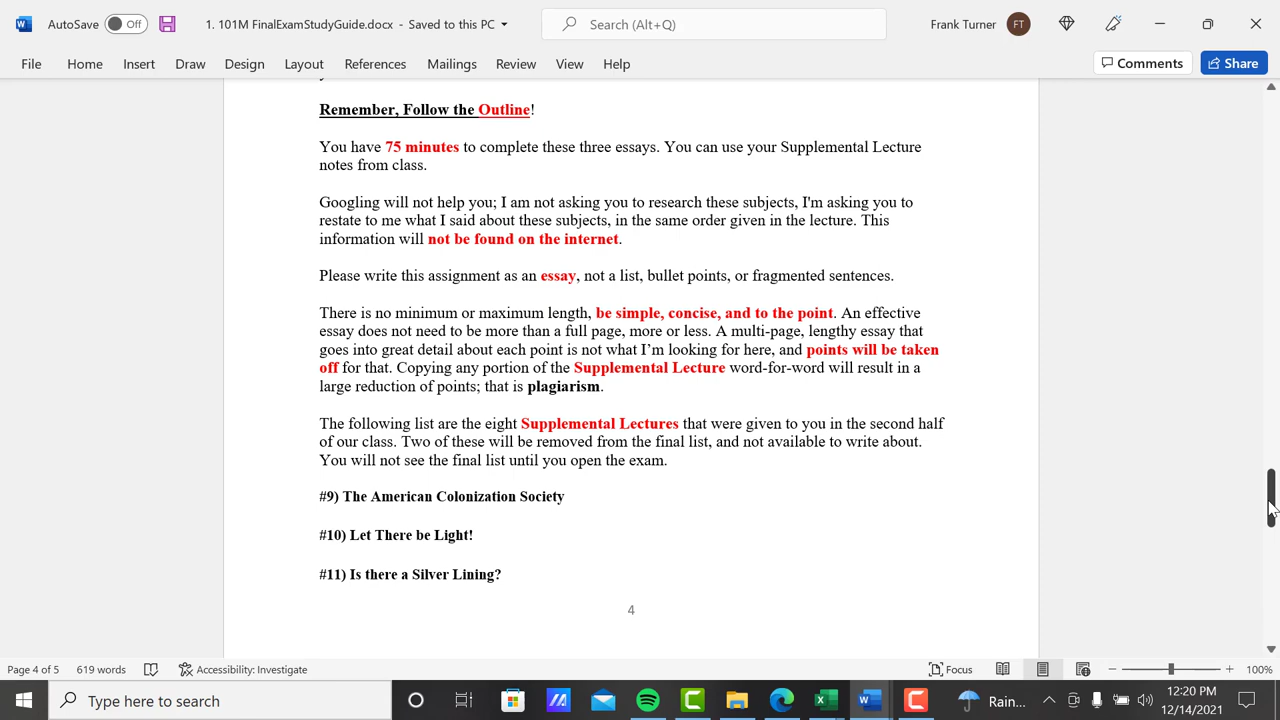 AutoSave Off 1. 101M FinalExamStudyGuide.docx - Saved to this PC Search (Alt+Q) Frank Turner FT
File Home Insert Draw Design Layout References Mailings Review View Help Comments Share
Remember, Follow the Outline!
You have 75 minutes to complete these three essays. You can use your Supplemental Lecture
notes from class.
Googling will not help you; I am not asking you to research these subjects, I'm asking you to
restate to me what I said about these subjects, in the same order given in the lecture. This
information will not be found on the internet.
Please write this assignment as an essay, not a list, bullet points, or fragmented sentences.
There is no minimum or maximum length, be simple, concise, and to the point. An effective
essay does not need to be more than a full page, more or less. A multi-page, lengthy essay that
goes into great detail about each point is not what I’m looking for here, and points will be taken
off for that. Copying any portion of the Supplemental Lecture word-for-word will result in a
large reduction of points; that is plagiarism.
The following list are the eight Supplemental Lectures that were given to you in the second half
of our class. Two of these will be removed from the final list, and not available to write about.
You will not see the final list until you open the exam.
#9) The American Colonization Society
#10) Let There be Light!
#11) Is there a Silver Lining?
4
Page 4 of 5 619 words Accessibility: Investigate Focus 100%
Type here to search Rain... 12:20 PM
12/14/2021